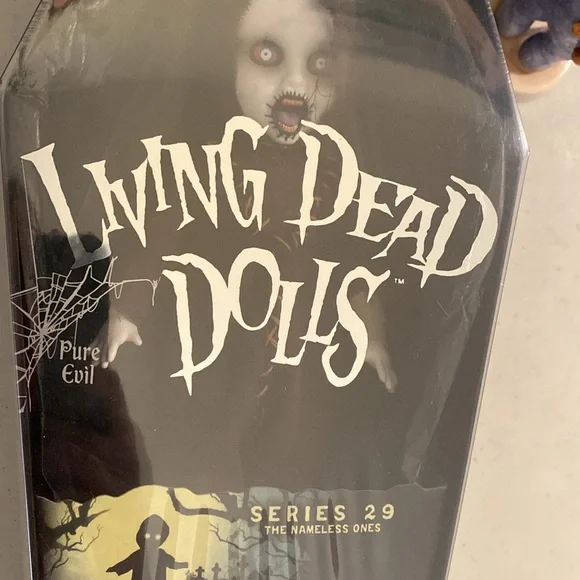 LIVING DEAD
DOLLS™
Pure
Evil
SERIES 29
THE NAMELESS ONES